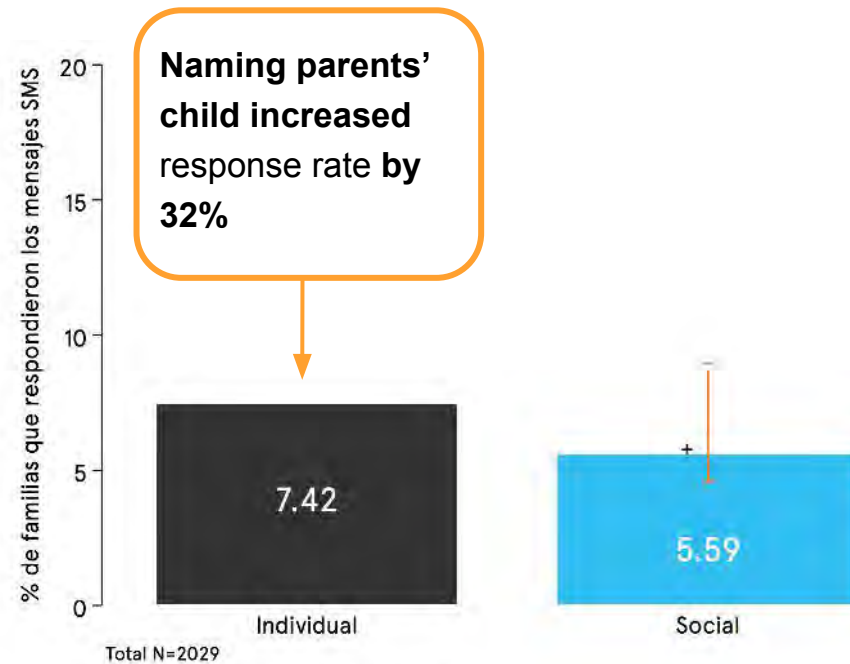 Naming parents’
child increased
response rate by
32%
% de familias que respondieron los mensajes SMS
20
15
10
5
0
7.42
+
5.59
Individual
Social
Total N=2029